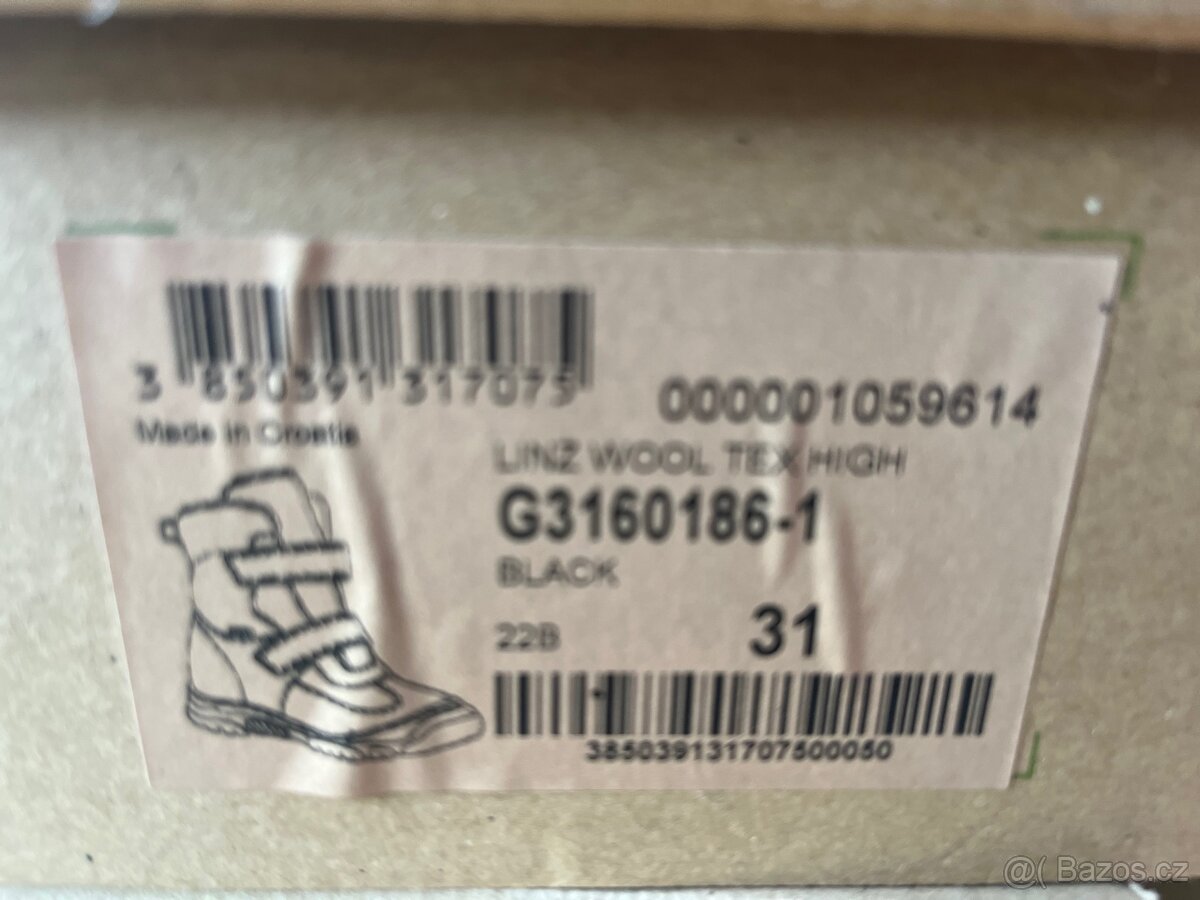 3 850391 317075
000001059614
Made in Croatia
LINZ WOOL TEX HIGH
G3160186-1
BLACK
22B
31
385039131707500050
@( Bazos.cz